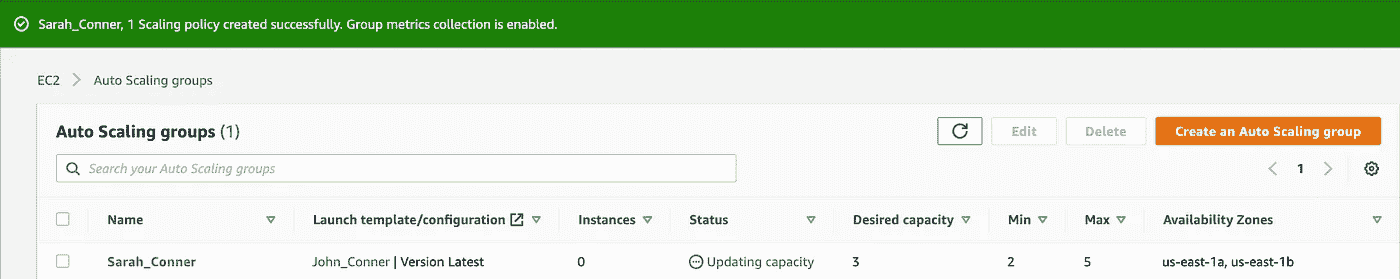 Sarah_Conner, 1 Scaling policy created successfully. Group metrics collection is enabled.
EC2 > Auto Scaling groups
Auto Scaling groups (1)
Edit
Delete
Create an Auto Scaling group
Search your Auto Scaling groups
1
Name Launch template/configuration Instances Status Desired capacity Min Max Availability Zones
Sarah_Conner John_Conner | Version Latest 0 Updating capacity 3 2 5 us-east-1a, us-east-1b